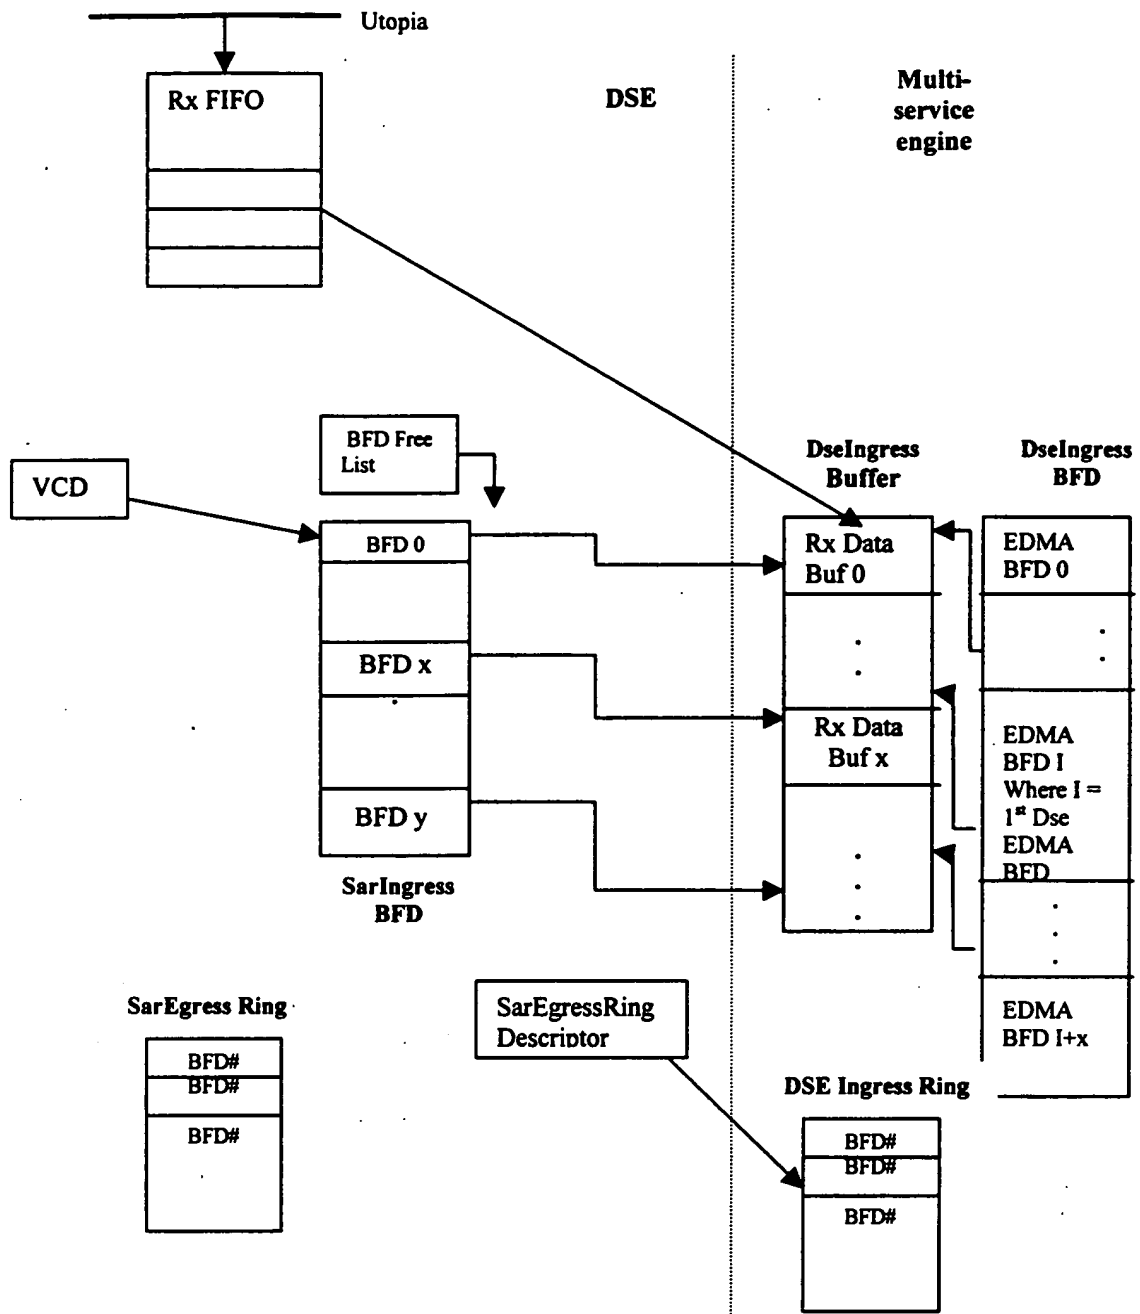 Utopia
Rx FIFO
DSE
Multi-
service
engine
BFD Free
List
VCD
BFD 0
BFD x
BFD y
SarIngress
BFD
DseIngress
Buffer
Rx Data
Buf 0
Rx Data
Buf x
DseIngress
BFD
EDMA
BFD 0
EDMA
BFD I
Where I =
1st Dse
EDMA
BFD
EDMA
BFD I+x
SarEgress Ring
BFD#
BFD#
BFD#
SarEgressRing
Descriptor
DSE Ingress Ring
BFD#
BFD#
BFD#